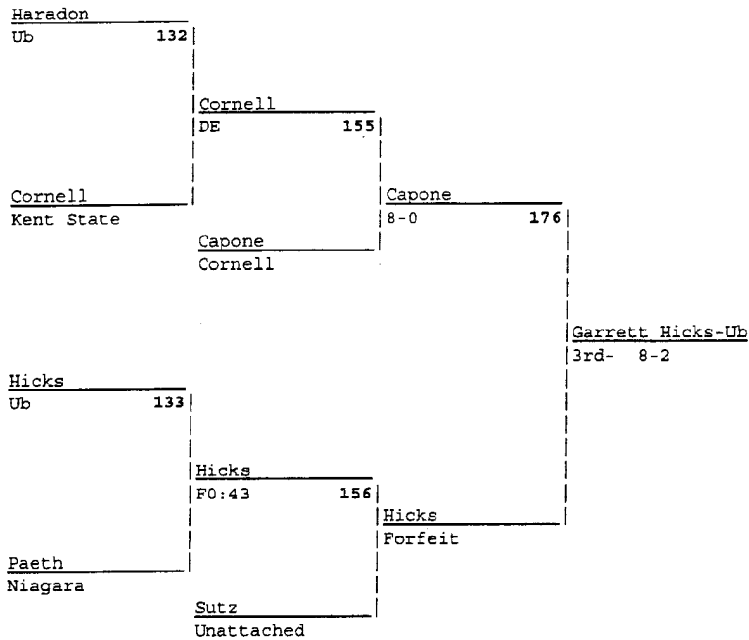 Haradon
Ub 132
Cornell
DE 155
Cornell
Kent State
Capone
8-0 176
Capone
Cornell
Garrett Hicks-Ub
3rd- 8-2
Hicks
Ub 133
Hicks
F0:43 156
Hicks
Forfeit
Paeth
Niagara
Sutz
Unattached